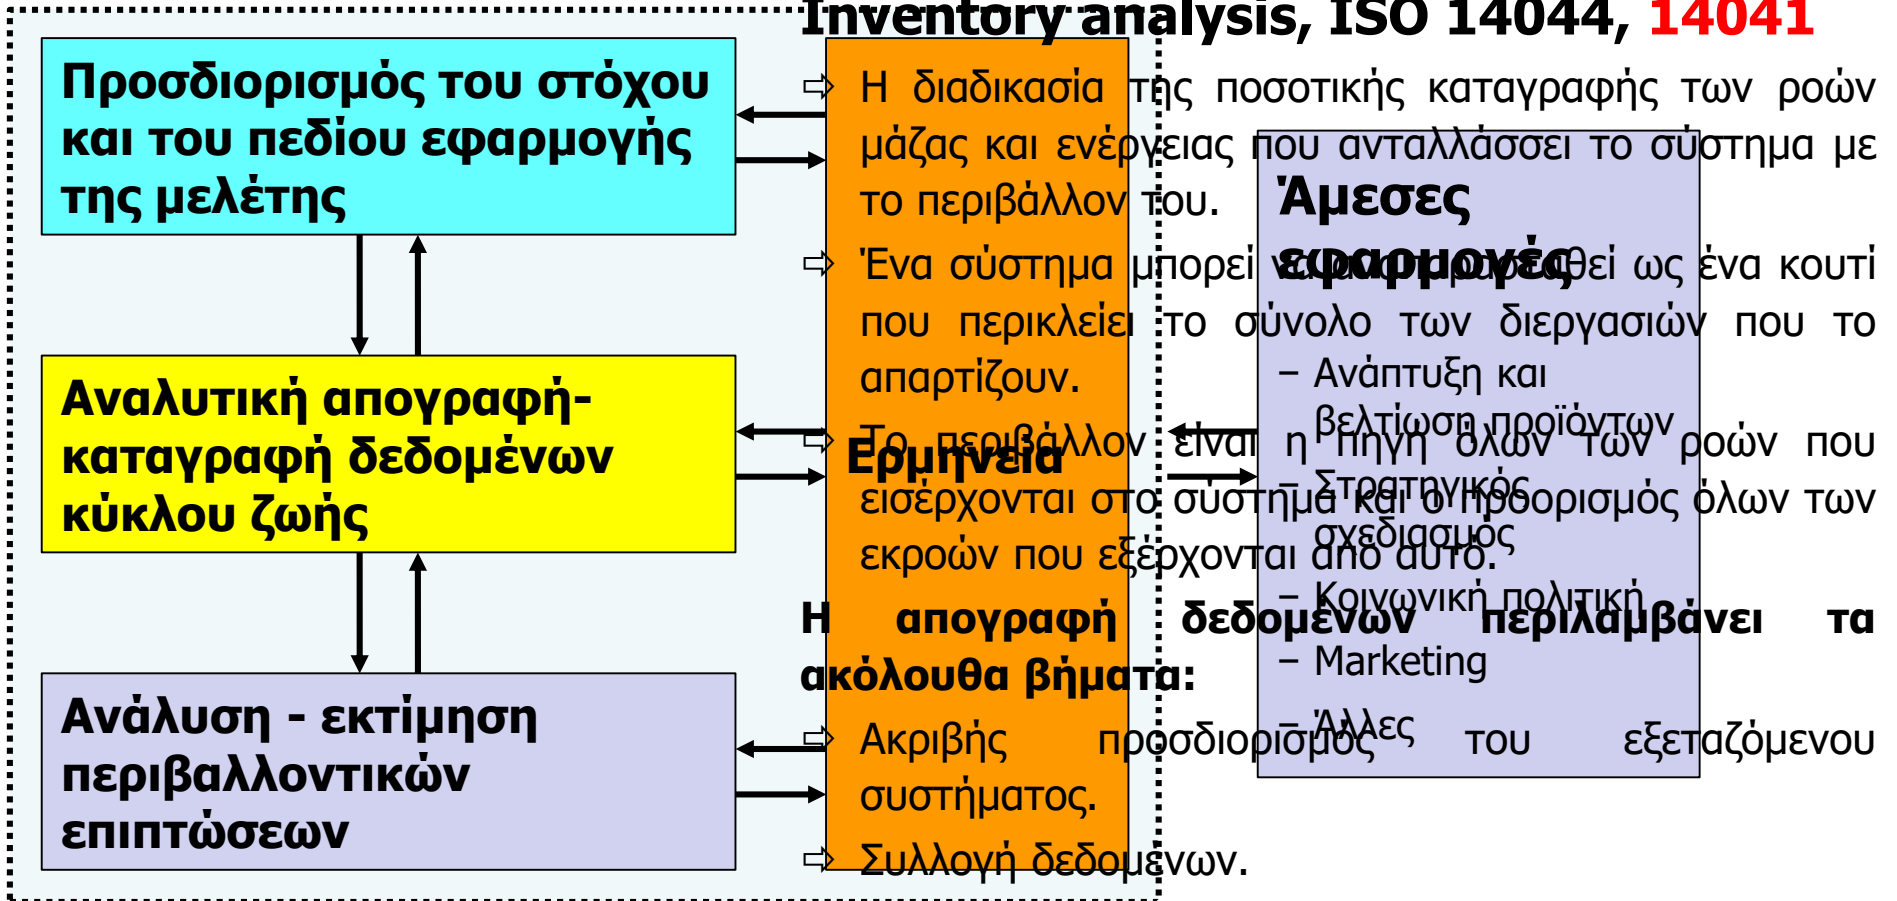 Inventory analysis, ISO 14044, 14041
Προσδιορισμός του στόχου
και του πεδίου εφαρμογής
της μελέτης
Αναλυτική απογραφή-
καταγραφή δεδομένων
κύκλου ζωής
Ανάλυση - εκτίμηση
περιβαλλοντικών
επιπτώσεων
Ερμηνεία
⇨ Η διαδικασία της ποσοτικής καταγραφής των ροών
μάζας και ενέργειας που ανταλλάσσει το σύστημα με
το περιβάλλον του.
⇨ Ένα σύστημα μπορεί να αναπαρασταθεί ως ένα κουτί
που περικλείει το σύνολο των διεργασιών που το
απαρτίζουν.
⇨ Το περιβάλλον είναι η πηγή όλων των ροών που
εισέρχονται στο σύστημα και ο προορισμός όλων των
εκροών που εξέρχονται από αυτό.
Η απογραφή δεδομένων περιλαμβάνει τα
ακόλουθα βήματα:
⇨ Ακριβής προσδιορισμός του εξεταζόμενου
συστήματος.
⇨ Συλλογή δεδομένων.
Άμεσες
εφαρμογές
– Ανάπτυξη και
βελτίωση προϊόντων
– Στρατηγικός
σχεδιασμός
– Κοινωνική πολιτική
– Marketing
– Άλλες